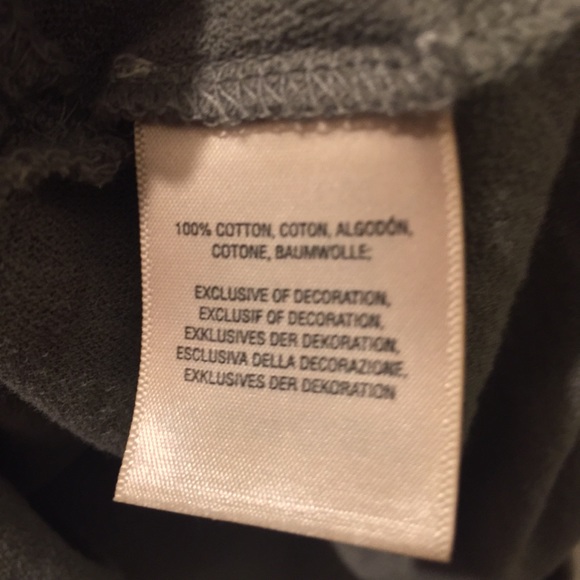 100% COTTON, COTON, ALGODÓN,
COTONE, BAUMWOLLE;
EXCLUSIVE OF DECORATION,
EXCLUSIF OF DECORATION,
EXKLUSIVES DER DEKORATION,
ESCLUSIVA DELLA DECORAZIONE,
EXKLUSIVES DER DEKORATION